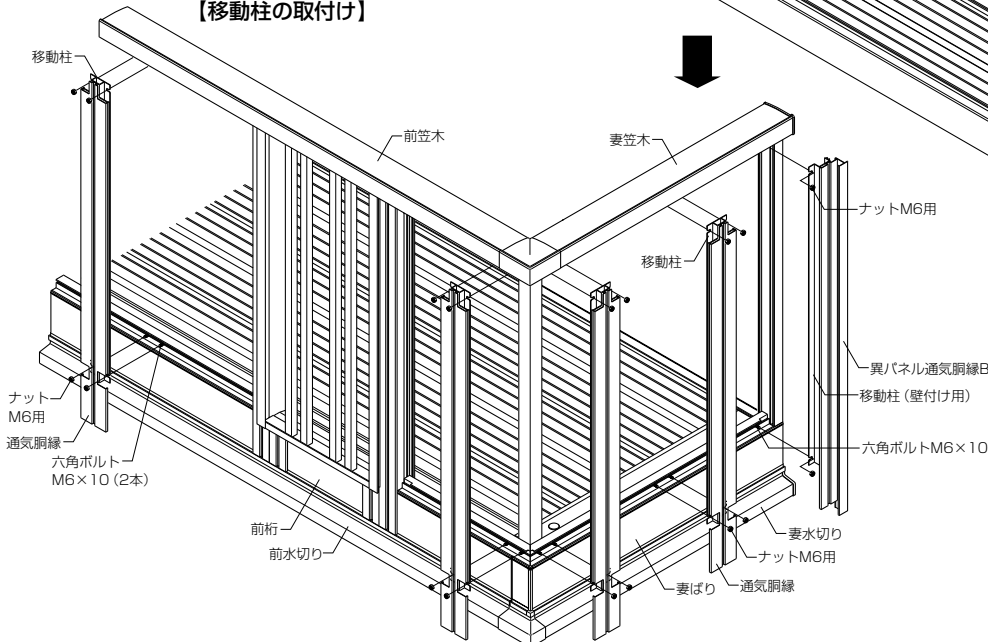 【移動柱の取付け】
移動柱
前笠木
妻笠木
ナットM6用
移動柱
異パネル通気胴縁B
移動柱（壁付け用）
ナット
M6用
通気胴縁
六角ボルト
M6×10（2本）
六角ボルトM6×10
前桁
前水切り
妻水切り
ナットM6用
妻ばり
通気胴縁